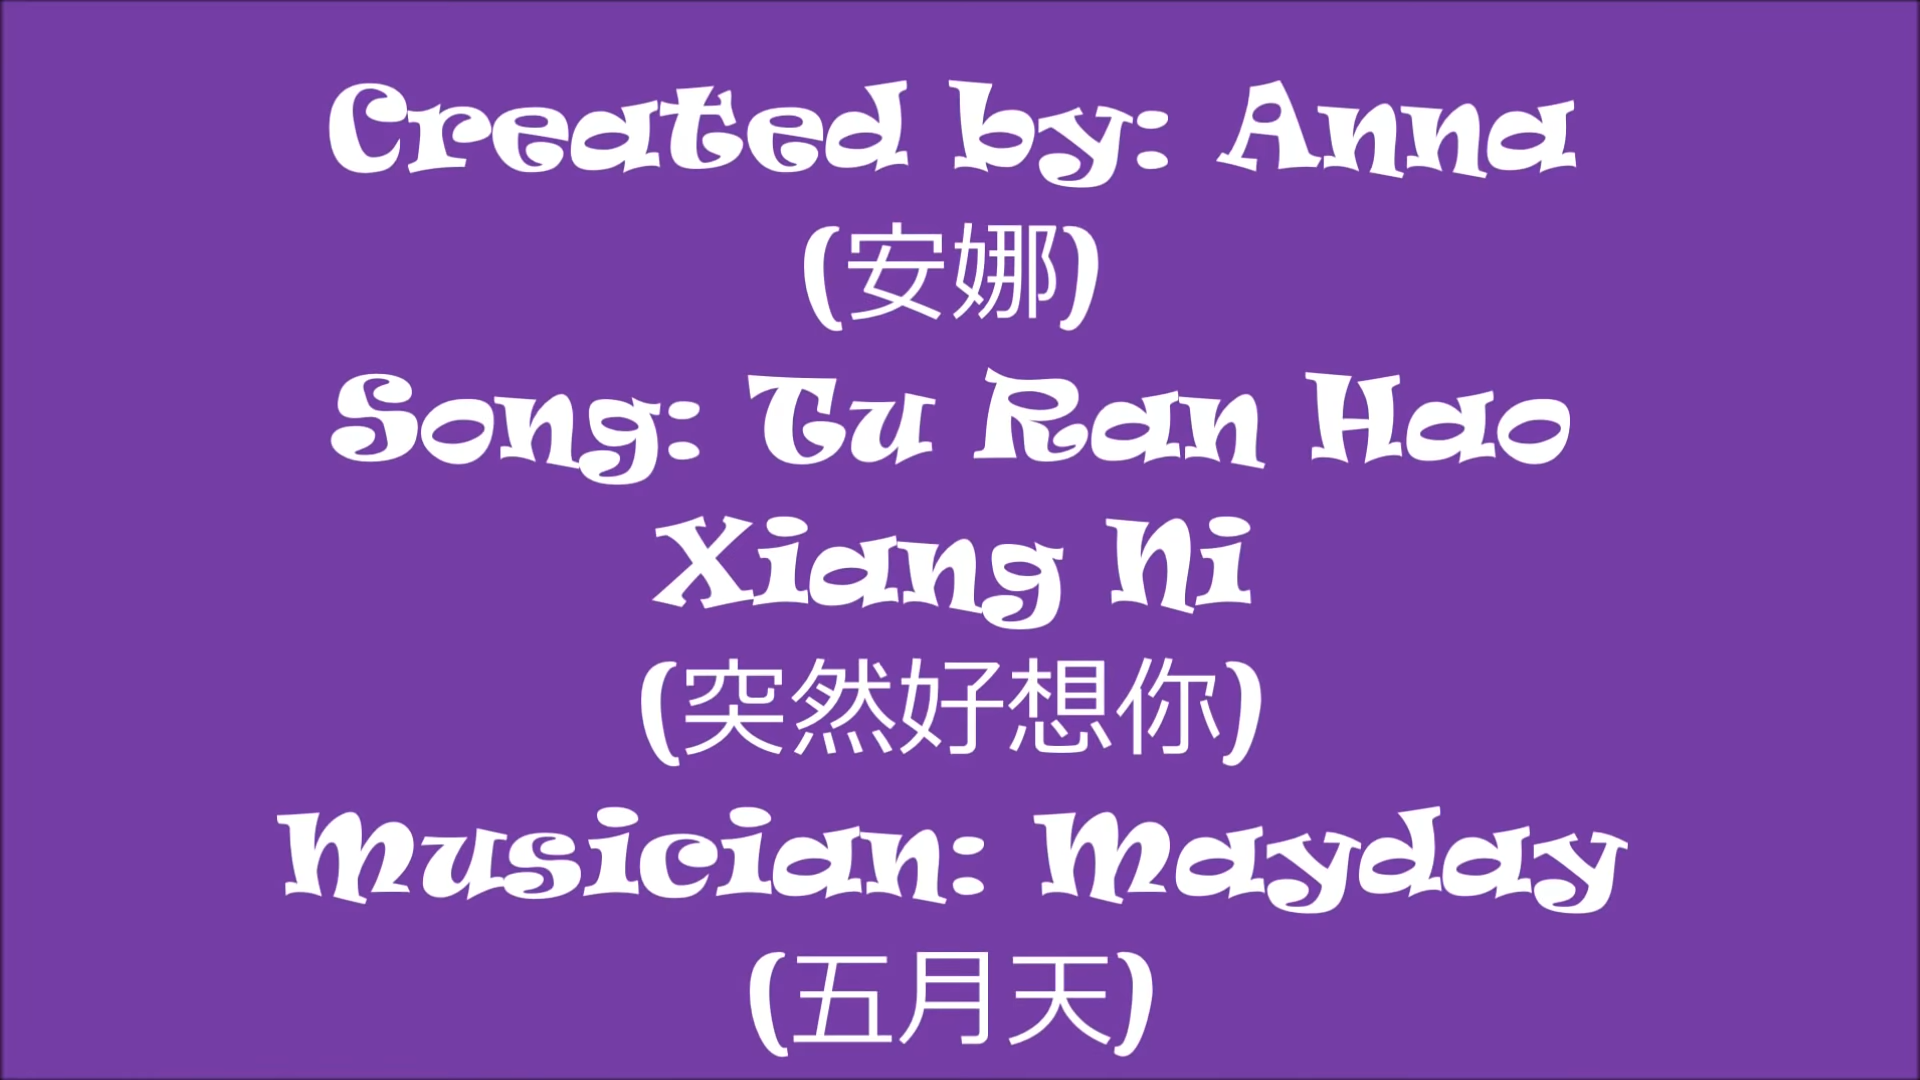 Created by: Anna
(安娜)
Song: Tu Ran Hao
Xiang Ni
(突然好想你)
Musician: Mayday
(五月天)